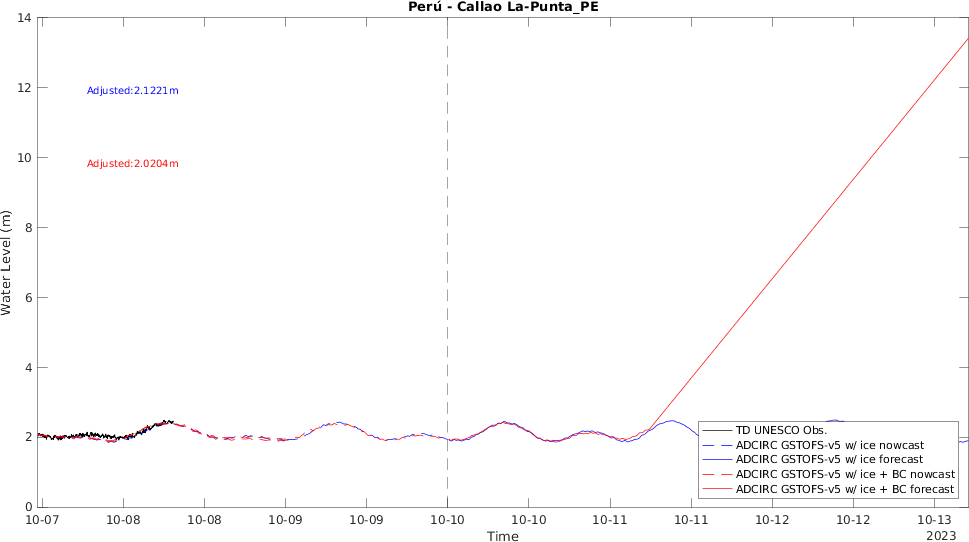 Perú - Callao La-Punta_PE
14
12
10
8
6
4
2
0
Water Level (m)
Adjusted:2.1221m
Adjusted:2.0204m
TD UNESCO Obs.
ADCIRC GSTOFS-v5 w/ ice nowcast
ADCIRC GSTOFS-v5 w/ ice forecast
ADCIRC GSTOFS-v5 w/ ice + BC nowcast
ADCIRC GSTOFS-v5 w/ ice + BC forecast
10-07 10-08 10-08 10-09 10-09 10-10 10-10 10-11 10-11 10-12 10-12 10-13
Time
2023